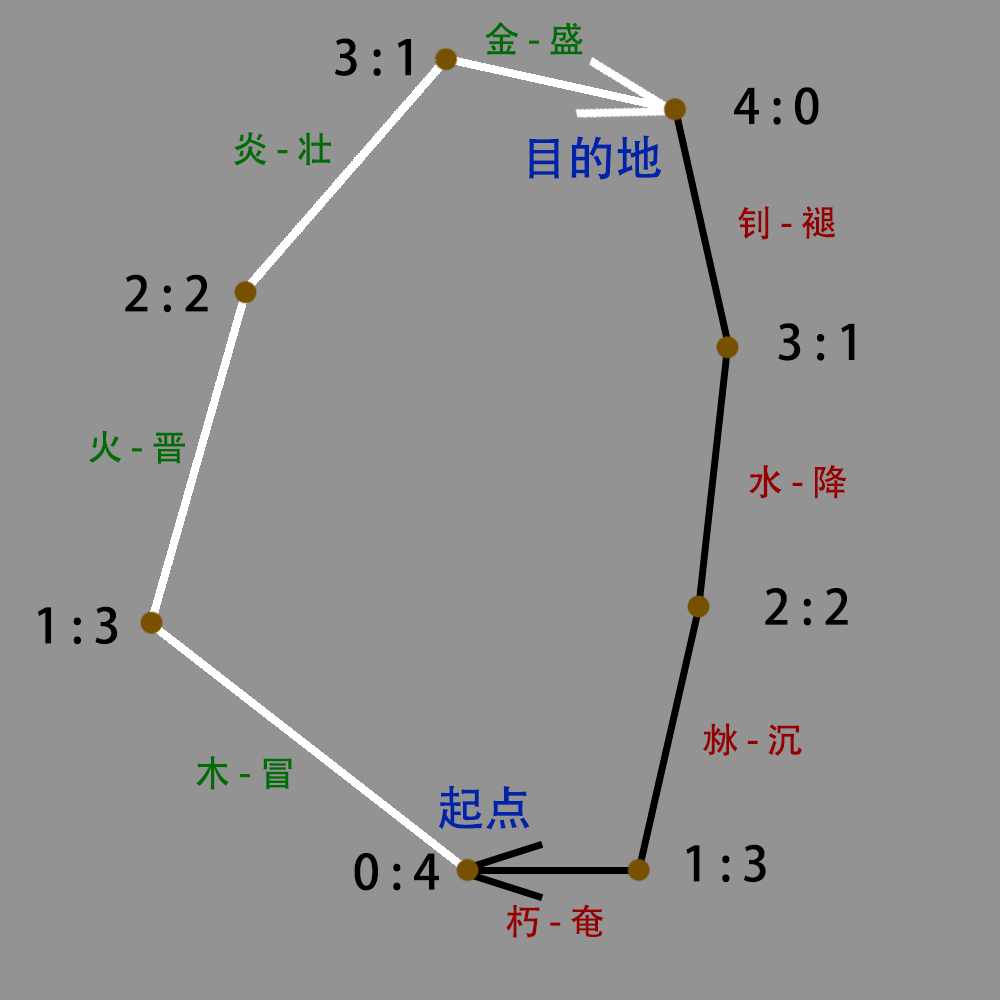 金 - 盛
3 : 1
4 : 0
炎 - 壮
目的地
钊 - 褪
2 : 2
3 : 1
火 - 晋
水 - 降
2 : 2
1 : 3
沝 - 沉
木 - 冒
起点
0 : 4
1 : 3
朽 - 奄